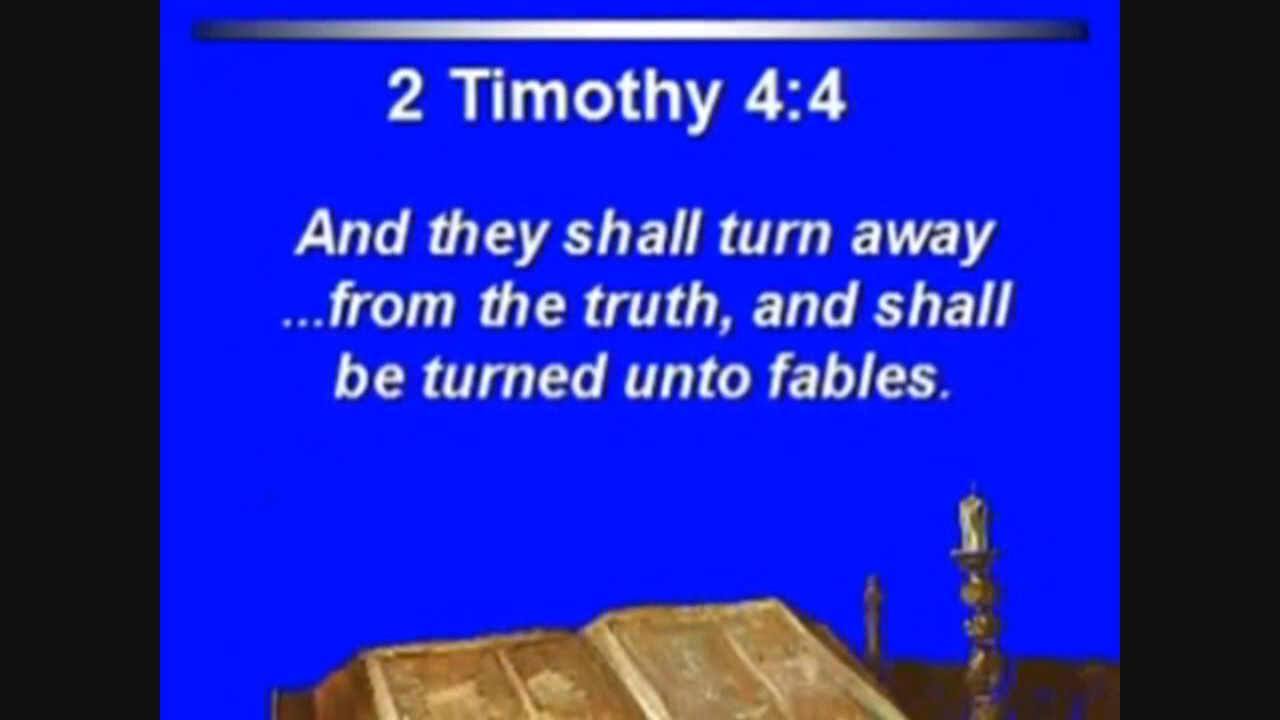 2 Timothy 4:4
And they shall turn away
...from the truth, and shall
be turned unto fables.